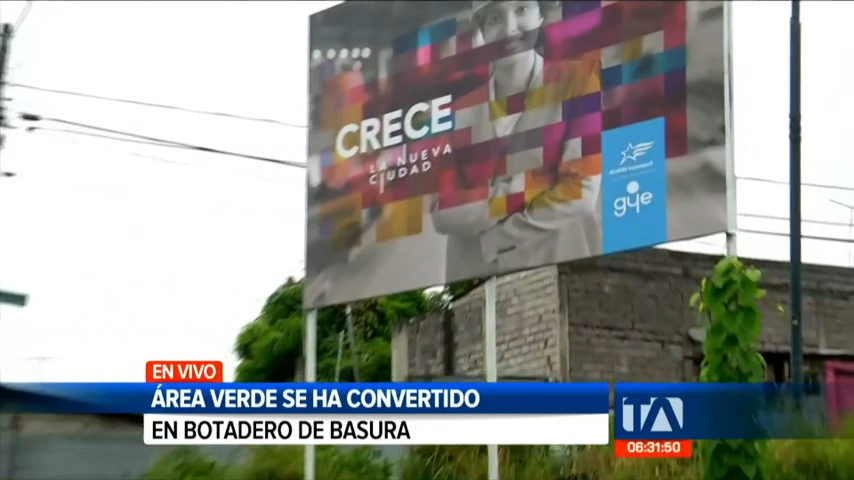 CRECE
LA NUEVA
CIUDAD
gye
EN VIVO
ÁREA VERDE SE HA CONVERTIDO
EN BOTADERO DE BASURA
TA
06:31:50